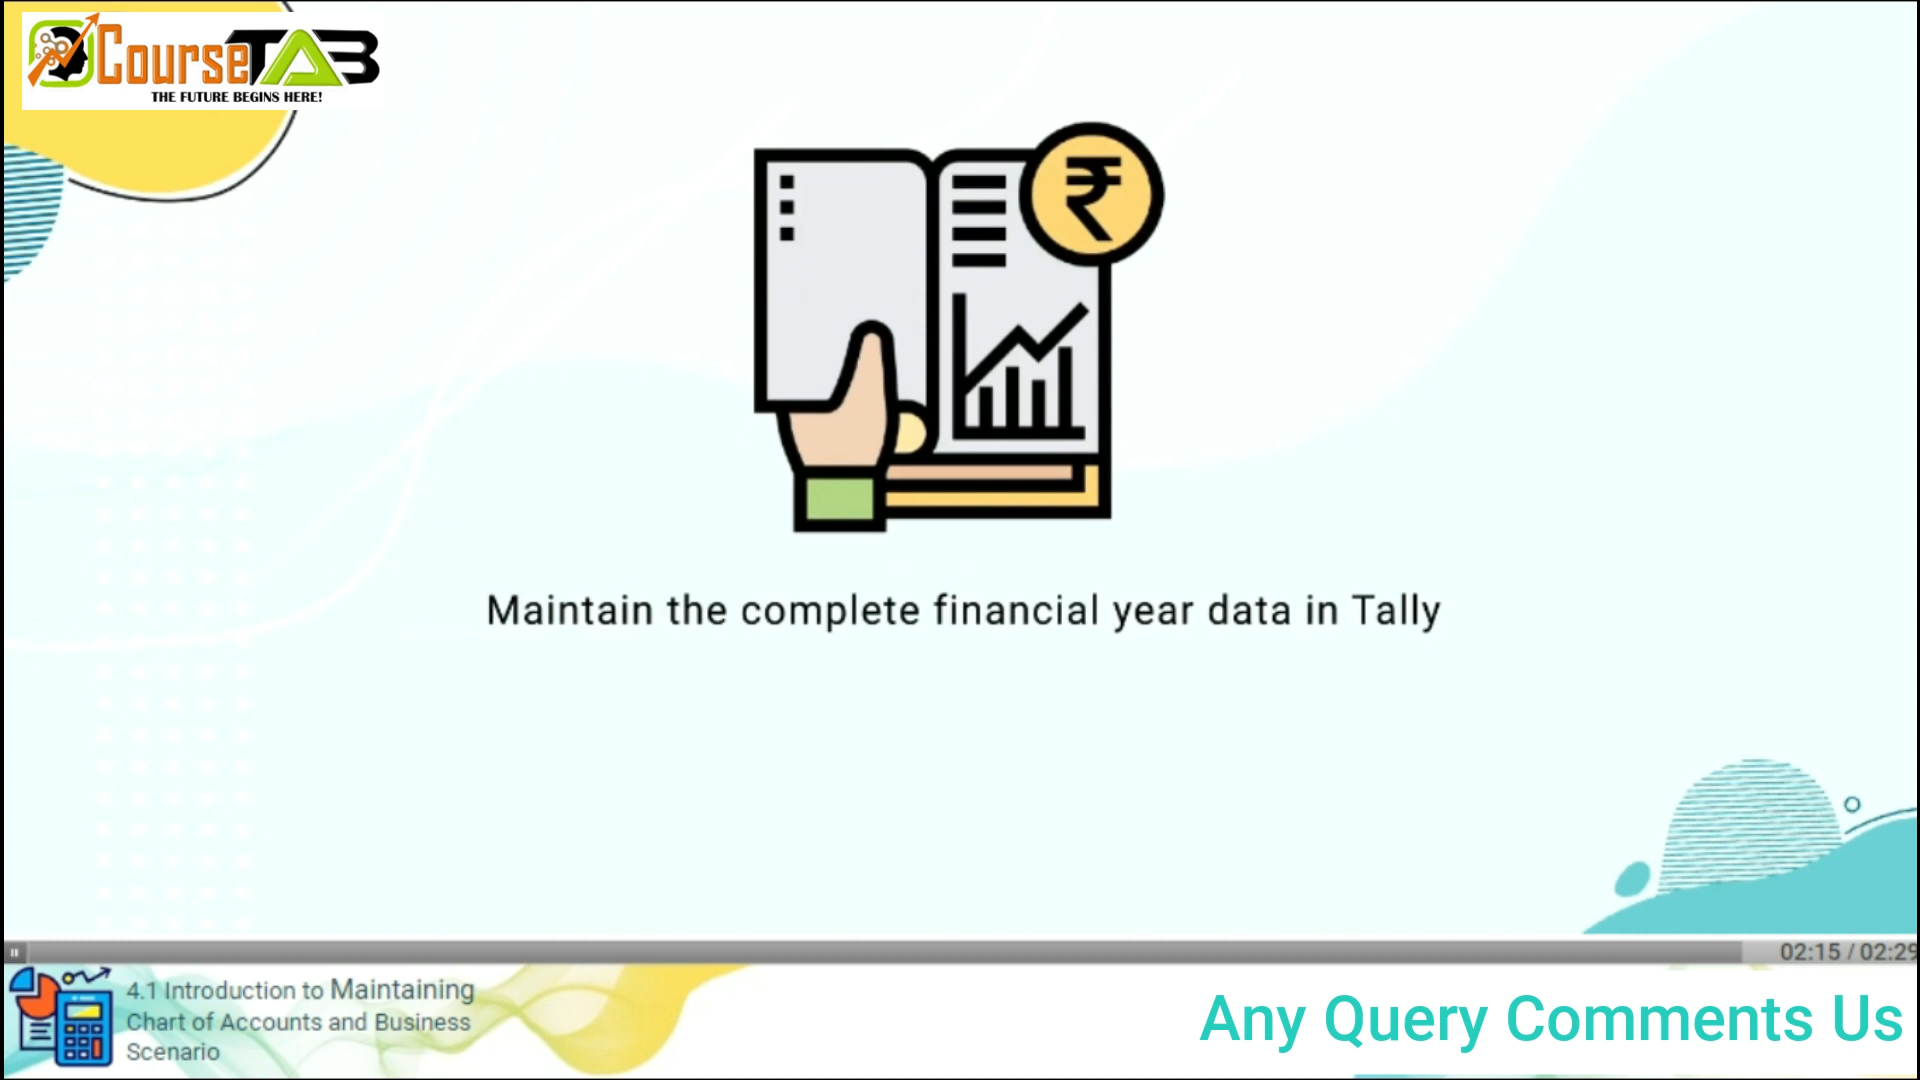 CourseTAB
THE FUTURE BEGINS HERE!
₹
Maintain the complete financial year data in Tally
02:15 / 02:29
4.1 Introduction to Maintaining
Chart of Accounts and Business
Scenario
Any Query Comments Us